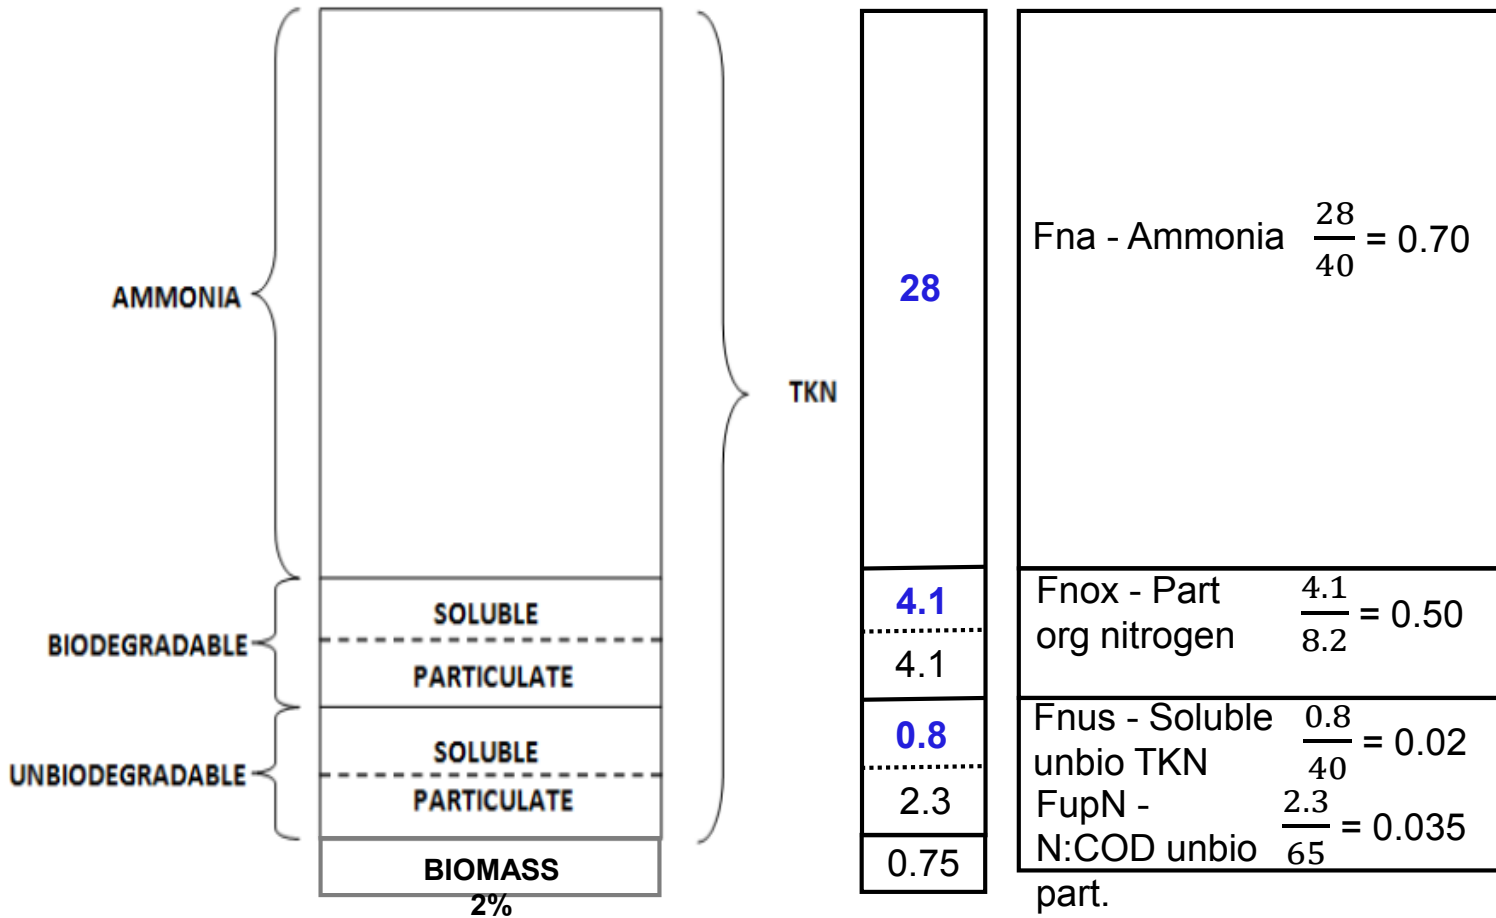 AMMONIA
BIODEGRADABLE
UNBIODEGRADABLE
SOLUBLE
PARTICULATE
SOLUBLE
PARTICULATE
BIOMASS
2%
TKN
28
4.1
4.1
0.8
2.3
0.75
Fna - Ammonia 28/40 = 0.70
Fnox - Part
org nitrogen 4.1/8.2 = 0.50
Fnus - Soluble
unbio TKN 0.8/40 = 0.02
FupN -
N:COD unbio
part. 2.3/65 = 0.035